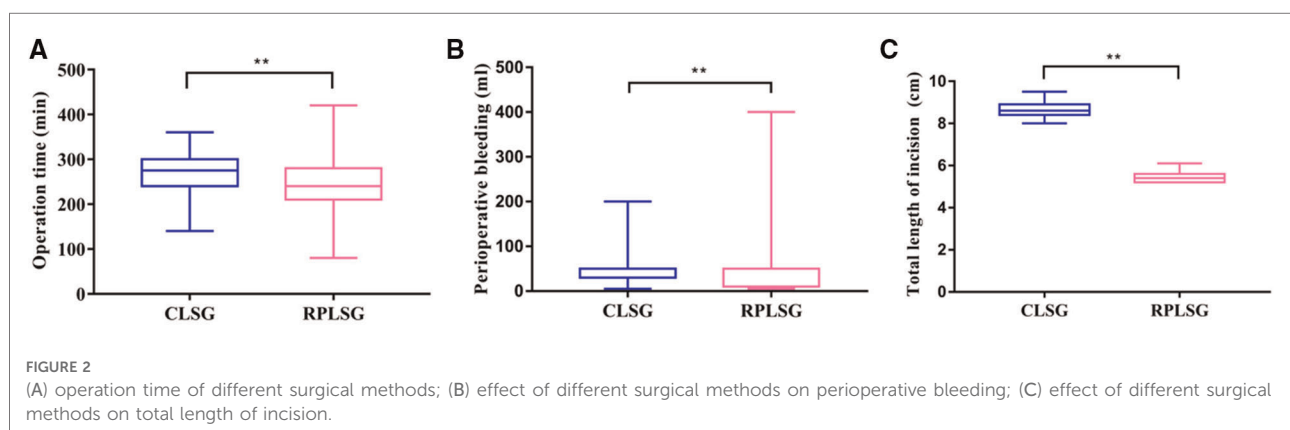 A
B
C
**
**
**
Operation time (min)
500
400
300
200
100
0
CLSG RPLSG
Perioperative bleeding (ml)
500
400
300
200
100
0
CLSG RPLSG
Total length of incision (cm)
10
8
6
4
2
0
CLSG RPLSG
FIGURE 2
(A) operation time of different surgical methods; (B) effect of different surgical methods on perioperative bleeding; (C) effect of different surgical
methods on total length of incision.